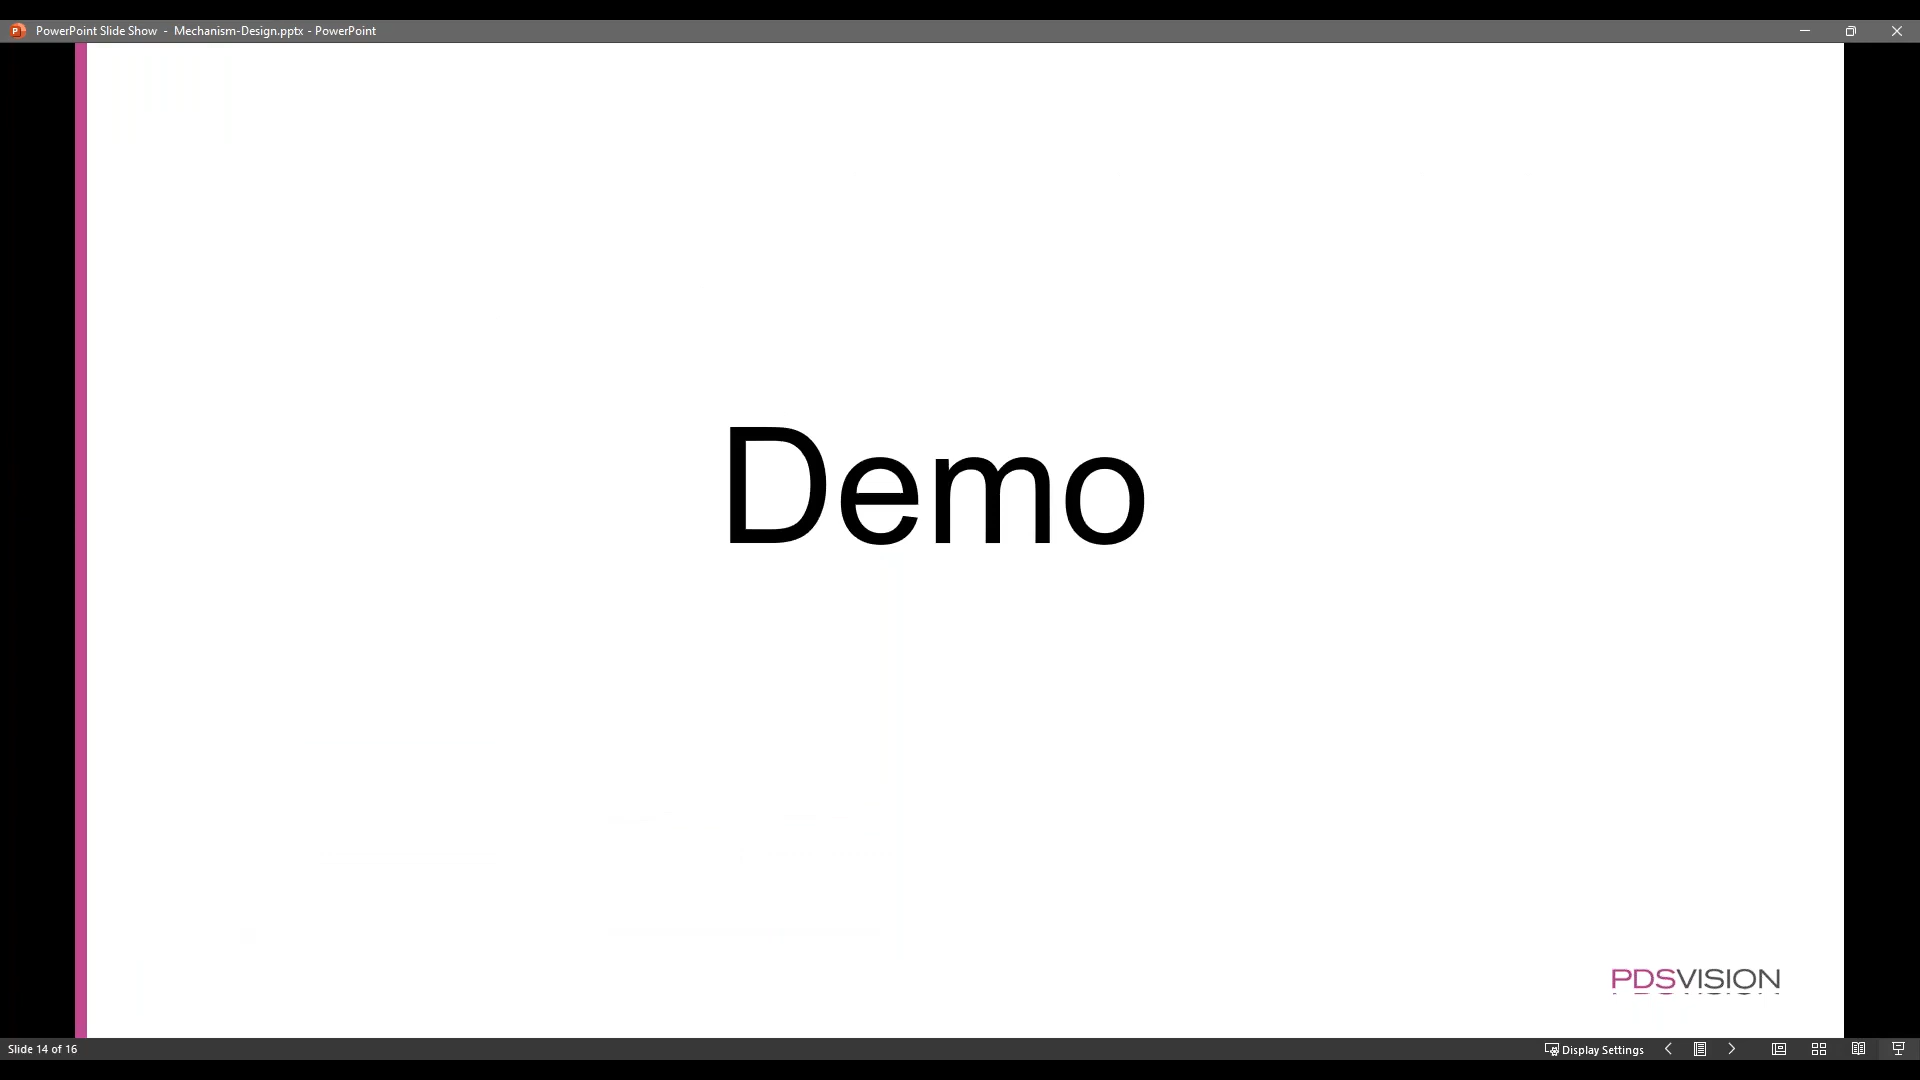 PowerPoint Slide Show - Mechanism-Design.pptx - PowerPoint
Demo
PDSVISION
Slide 14 of 16
Display Settings